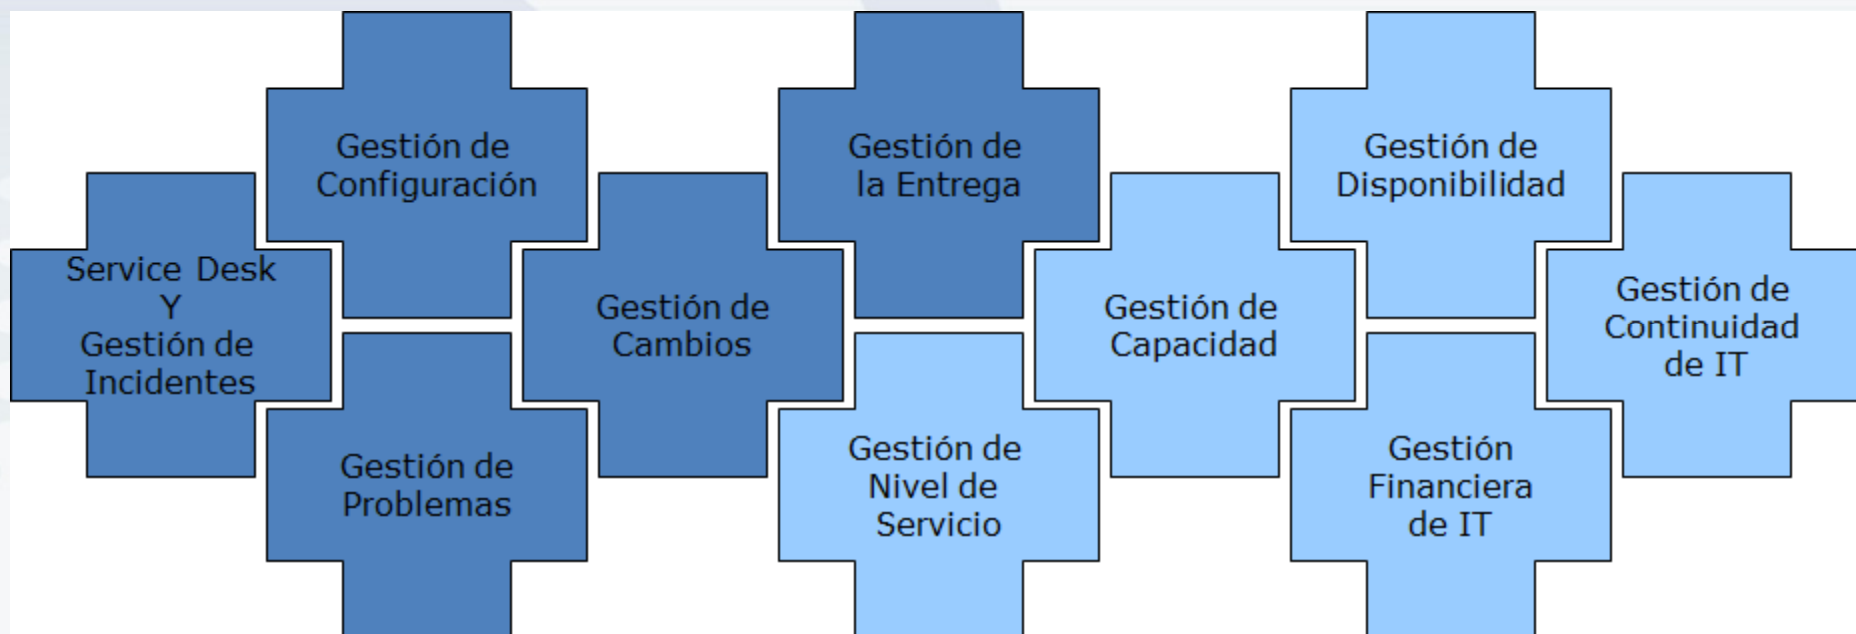 Gestión de
Configuración
Gestión de
la Entrega
Gestión de
Disponibilidad
Service Desk
Y
Gestión de
Incidentes
Gestión de
Cambios
Gestión de
Capacidad
Gestión de
Continuidad
de IT
Gestión de
Problemas
Gestión de
Nivel de
Servicio
Gestión
Financiera
de IT